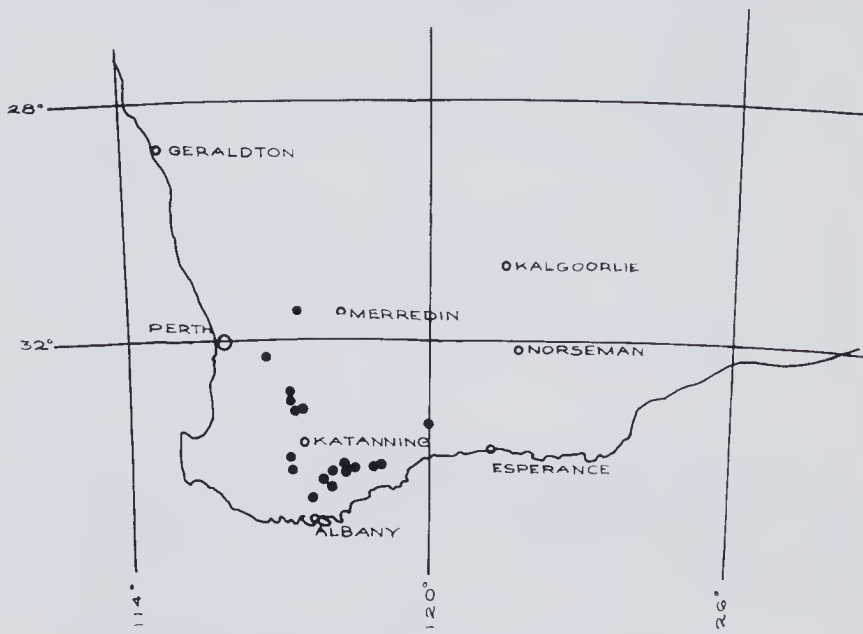 28°
GERALDTON
KALGOORLIE
MERREDIN
PERTH
32°
NORSEMAN
KATANNING
ESPERANCE
ALBANY
114°
120°
126°